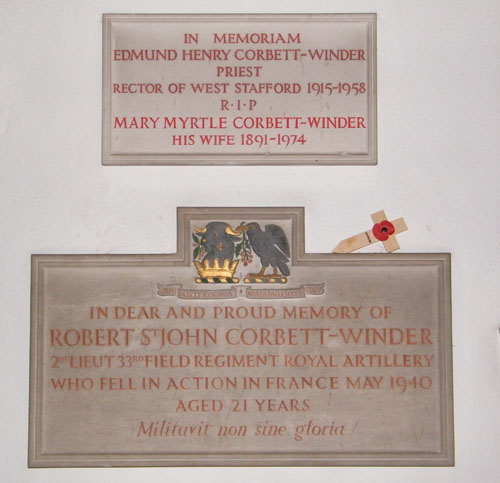 IN MEMORIAM
EDMUND HENRY CORBETT-WINDER
PRIEST
RECTOR OF WEST STAFFORD 1915-1958
R·I·P
MARY MYRTLE CORBETT-WINDER
HIS WIFE 1891-1974
IN DEAR AND PROUD MEMORY OF
ROBERT ST JOHN CORBETT-WINDER
2ND LIEUT 33RD FIELD REGIMENT ROYAL ARTILLERY
WHO FELL IN ACTION IN FRANCE MAY 1940
AGED 21 YEARS
Militavit non sine gloria